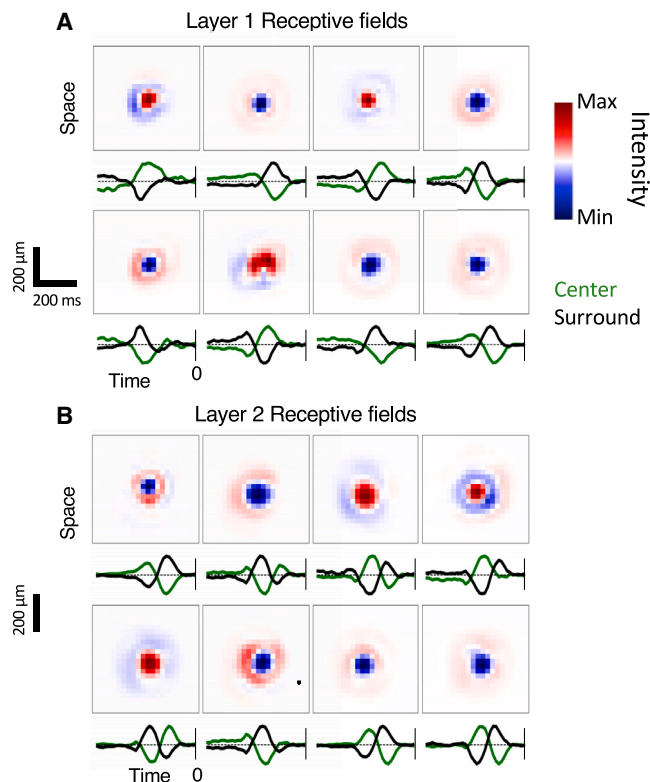 A
Layer 1 Receptive fields
Space
Max
Intensity
Min
200 μm
200 ms
Center
Surround
Time
0
B
Layer 2 Receptive fields
Space
200 μm
Time
0